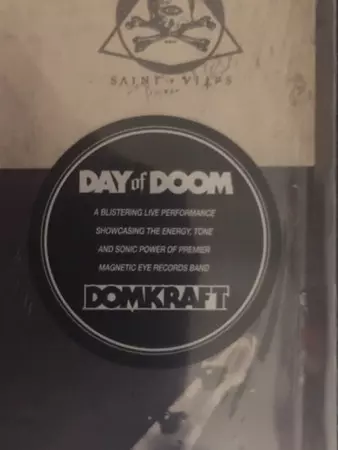 SAINT VITUS
DAY of DOOM
A BLISTERING LIVE PERFORMANCE
SHOWCASING THE ENERGY, TONE
AND SONIC POWER OF PREMIER
MAGNETIC EYE RECORDS BAND
DOMKRAFT